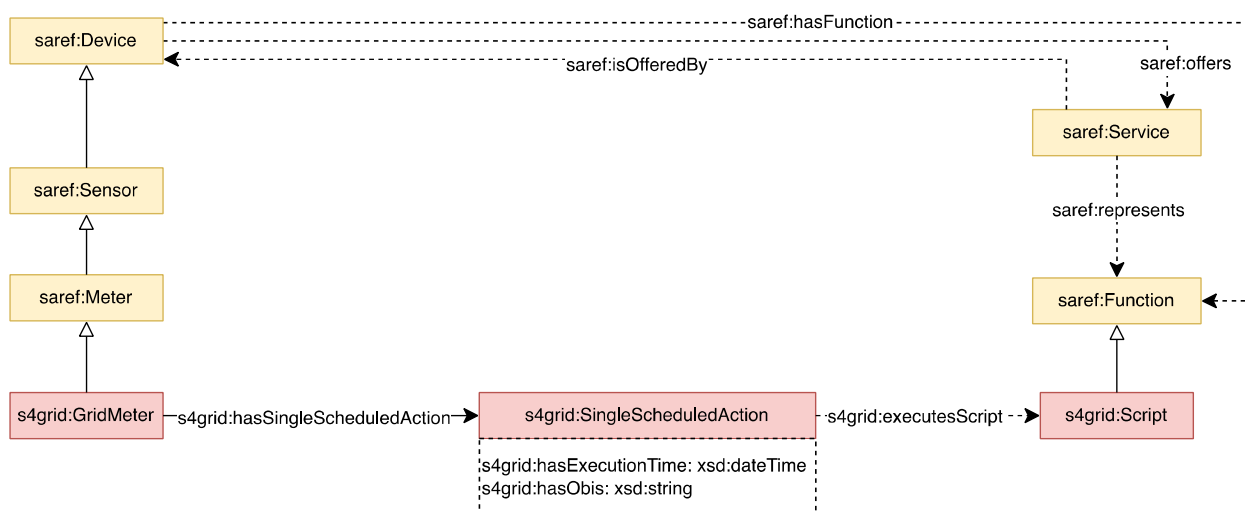 saref:hasFunction
saref:Device
saref:isOfferedBy
saref:offers
saref:Service
saref:Sensor
saref:represents
saref:Meter
saref:Function
s4grid:GridMeter
s4grid:hasSingleScheduledAction
s4grid:SingleScheduledAction
s4grid:executesScript
s4grid:Script
s4grid:hasExecutionTime: xsd:dateTime
s4grid:hasObis: xsd:string